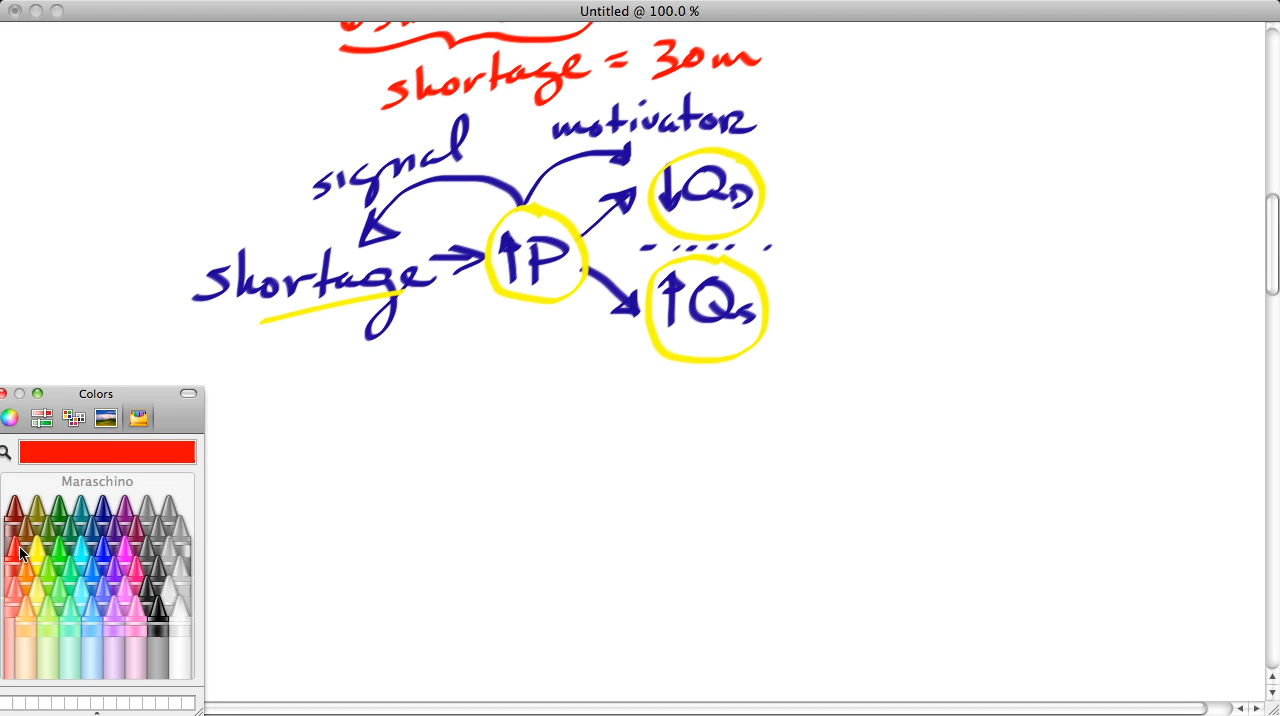 Untitled @ 100.0 %
shortage = 30m
motivator
signal
↓QD
shortage → ↑P
↑Qs
Colors
Maraschino